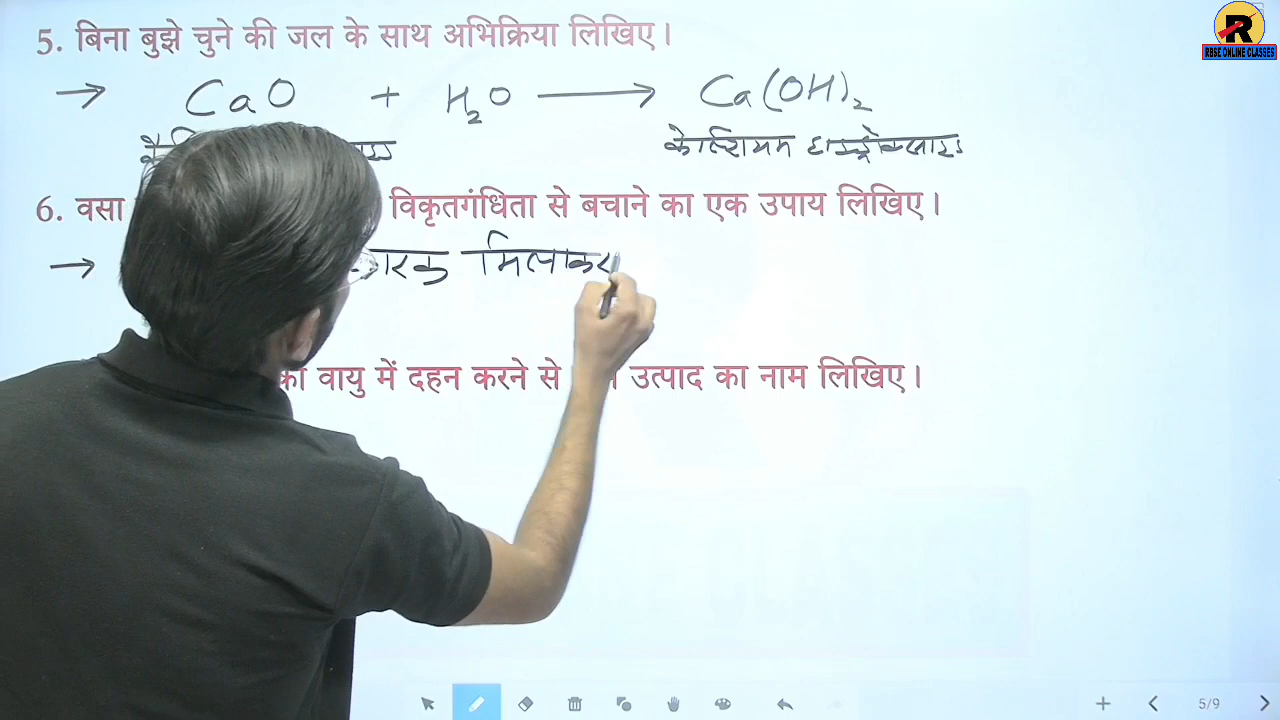 RBSE ONLINE CLASSES
5. बिना बुझे चुने की जल के साथ अभिक्रिया लिखिए।
→ CaO + H₂O ⟶ Ca(OH)₂
केल्शियम हाइड्रोक्साइड
6. वसा विकृतगंधिता से बचाने का एक उपाय लिखिए।
→ मिलाकर
वायु में दहन करने से उत्पाद का नाम लिखिए।
5/9